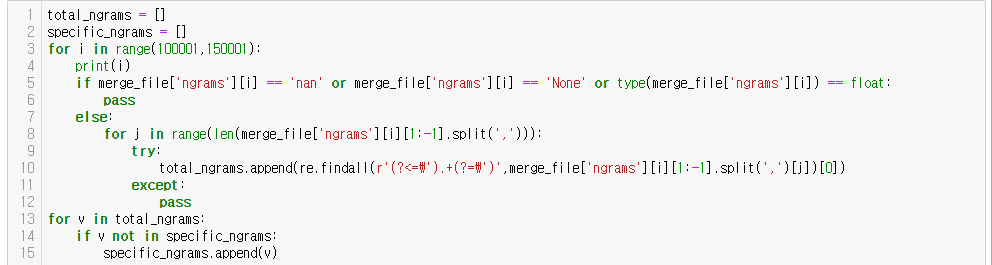 1 total_ngrams = []
2 specific_ngrams = []
3 for i in range(100001,150001):
4     print(i)
5     if merge_file['ngrams'][i] == 'nan' or merge_file['ngrams'][i] == 'None' or type(merge_file['ngrams'][i]) == float:
6         pass
7     else:
8         for j in range(len(merge_file['ngrams'][i][1:-1].split(','))):
9             try:
10                 total_ngrams.append(re.findall(r'(?<=₩').+(?=₩')',merge_file['ngrams'][i][1:-1].split(',')[j])[0])
11             except:
12                 pass
13 for v in total_ngrams:
14     if v not in specific_ngrams:
15         specific_ngrams.append(v)